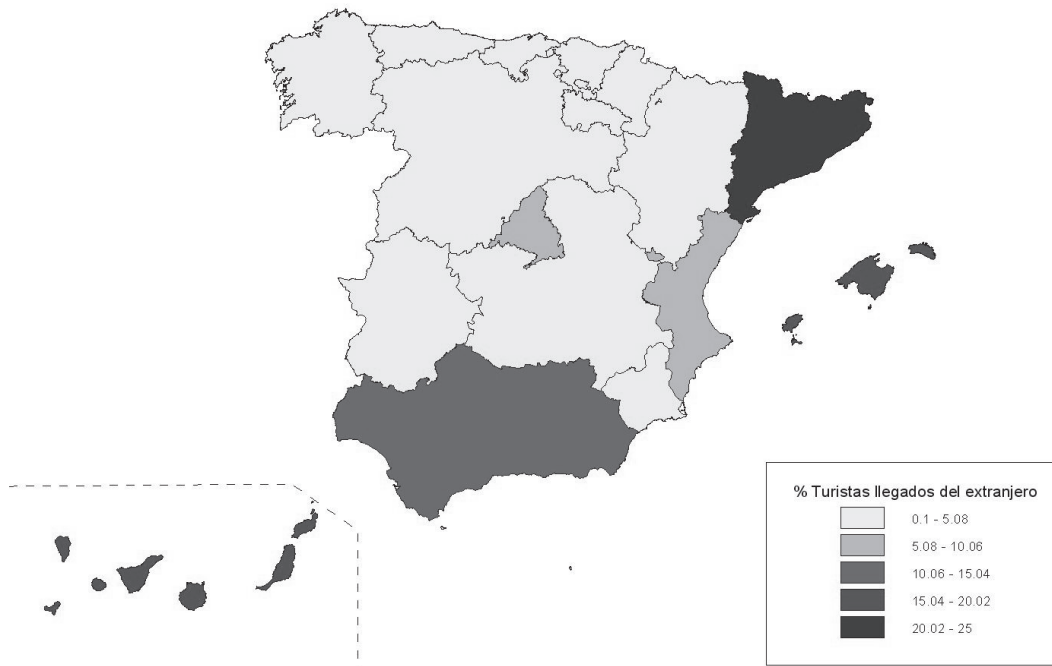 % Turistas llegados del extranjero
0.1 - 5.08
5.08 - 10.06
10.06 - 15.04
15.04 - 20.02
20.02 - 25